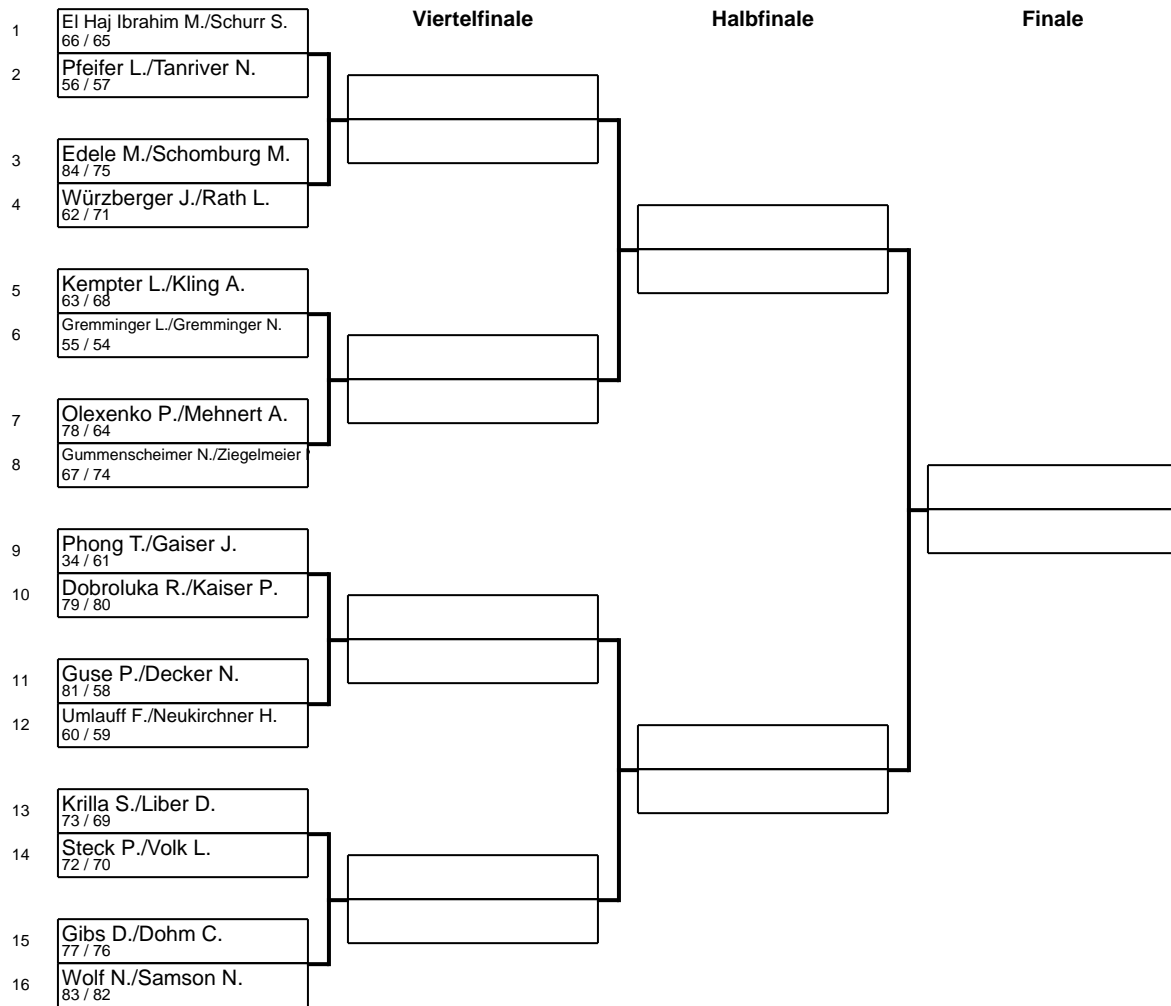 Viertelfinale Halbfinale Finale
1 El Haj Ibrahim M./Schurr S.
66 / 65
2 Pfeifer L./Tanriver N.
56 / 57
3 Edele M./Schomburg M.
84 / 75
4 Würzberger J./Rath L.
62 / 71
5 Kempter L./Kling A.
63 / 68
6 Gremminger L./Gremminger N.
55 / 54
7 Olexenko P./Mehnert A.
78 / 64
8 Gummenscheimer N./Ziegelmeier
67 / 74
9 Phong T./Gaiser J.
34 / 61
10 Dobroluka R./Kaiser P.
79 / 80
11 Guse P./Decker N.
81 / 58
12 Umlauff F./Neukirchner H.
60 / 59
13 Krilla S./Liber D.
73 / 69
14 Steck P./Volk L.
72 / 70
15 Gibs D./Dohm C.
77 / 76
16 Wolf N./Samson N.
83 / 82